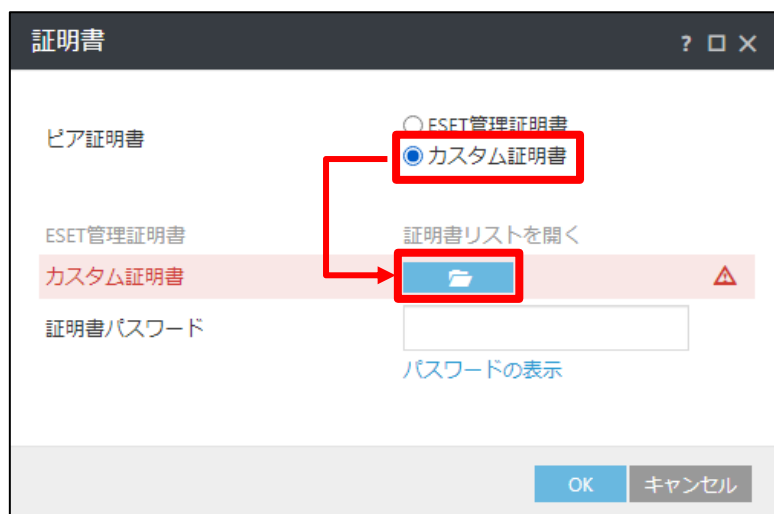 証明書
?
ピア証明書
ESET管理証明書
カスタム証明書
ESET管理証明書
証明書リストを開く
カスタム証明書
証明書パスワード
パスワードの表示
OK
キャンセル